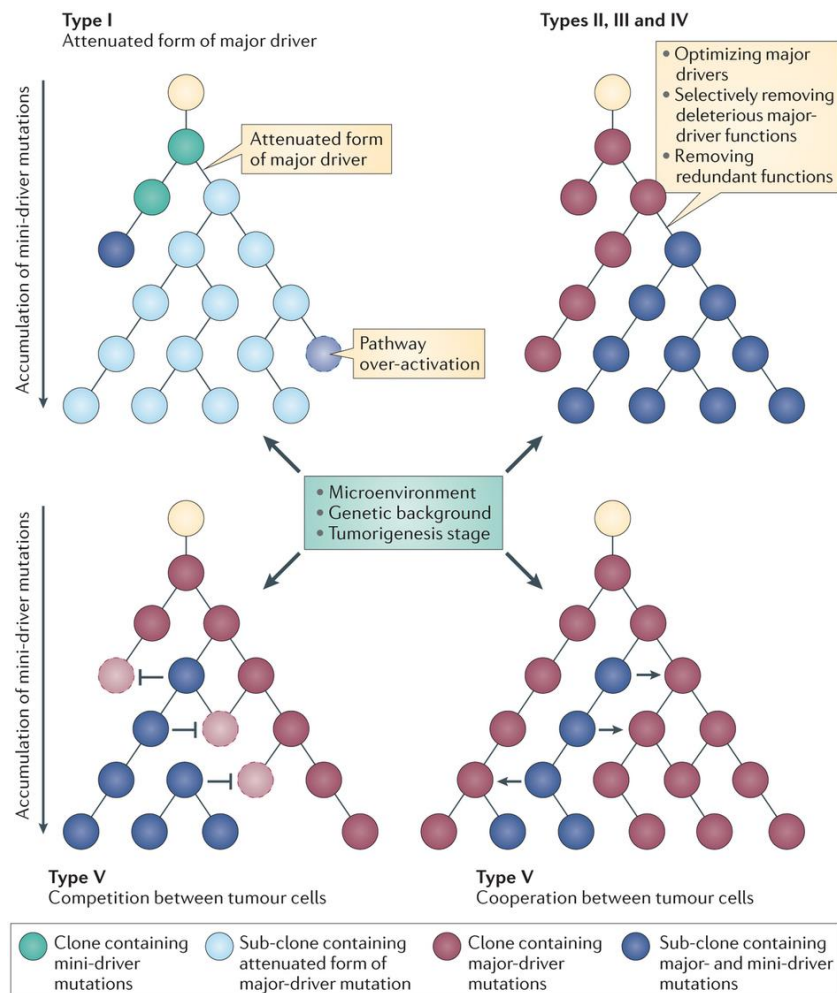 Type I
Attenuated form of major driver
Types II, III and IV
• Optimizing major
drivers
• Selectively removing
deleterious major-
driver functions
• Removing
redundant functions
Attenuated form
of major driver
Accumulation of mini-driver mutations
Pathway
over-activation
• Microenvironment
• Genetic background
• Tumorigenesis stage
Accumulation of mini-driver mutations
Type V
Competition between tumour cells
Type V
Cooperation between tumour cells
Clone containing
mini-driver
mutations
Sub-clone containing
attenuated form of
major-driver mutation
Clone containing
major-driver
mutations
Sub-clone containing
major- and mini-driver
mutations